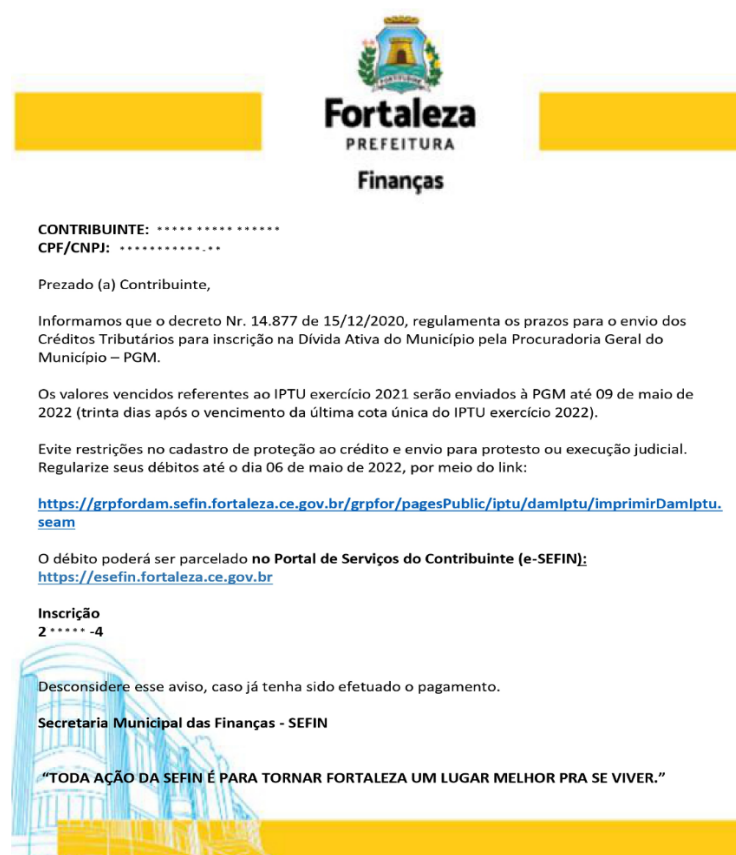 Fortaleza
PREFEITURA
Finanças
CONTRIBUINTE: ***** ***** ******
CPF/CNPJ: ***********-**
Prezado (a) Contribuinte,
Informamos que o decreto Nr. 14.877 de 15/12/2020, regulamenta os prazos para o envio dos
Créditos Tributários para inscrição na Dívida Ativa do Município pela Procuradoria Geral do
Município – PGM.
Os valores vencidos referentes ao IPTU exercício 2021 serão enviados à PGM até 09 de maio de
2022 (trinta dias após o vencimento da última cota única do IPTU exercício 2022).
Evite restrições no cadastro de proteção ao crédito e envio para protesto ou execução judicial.
Regularize seus débitos até o dia 06 de maio de 2022, por meio do link:
https://grpfordam.sefin.fortaleza.ce.gov.br/grpfor/pagesPublic/iptu/damIptu/imprimirDamIptu.
seam
O débito poderá ser parcelado no Portal de Serviços do Contribuinte (e-SEFIN):
https://esefin.fortaleza.ce.gov.br
Inscrição
2 ***** -4
Desconsidere esse aviso, caso já tenha sido efetuado o pagamento.
Secretaria Municipal das Finanças - SEFIN
“TODA AÇÃO DA SEFIN É PARA TORNAR FORTALEZA UM LUGAR MELHOR PRA SE VIVER.”